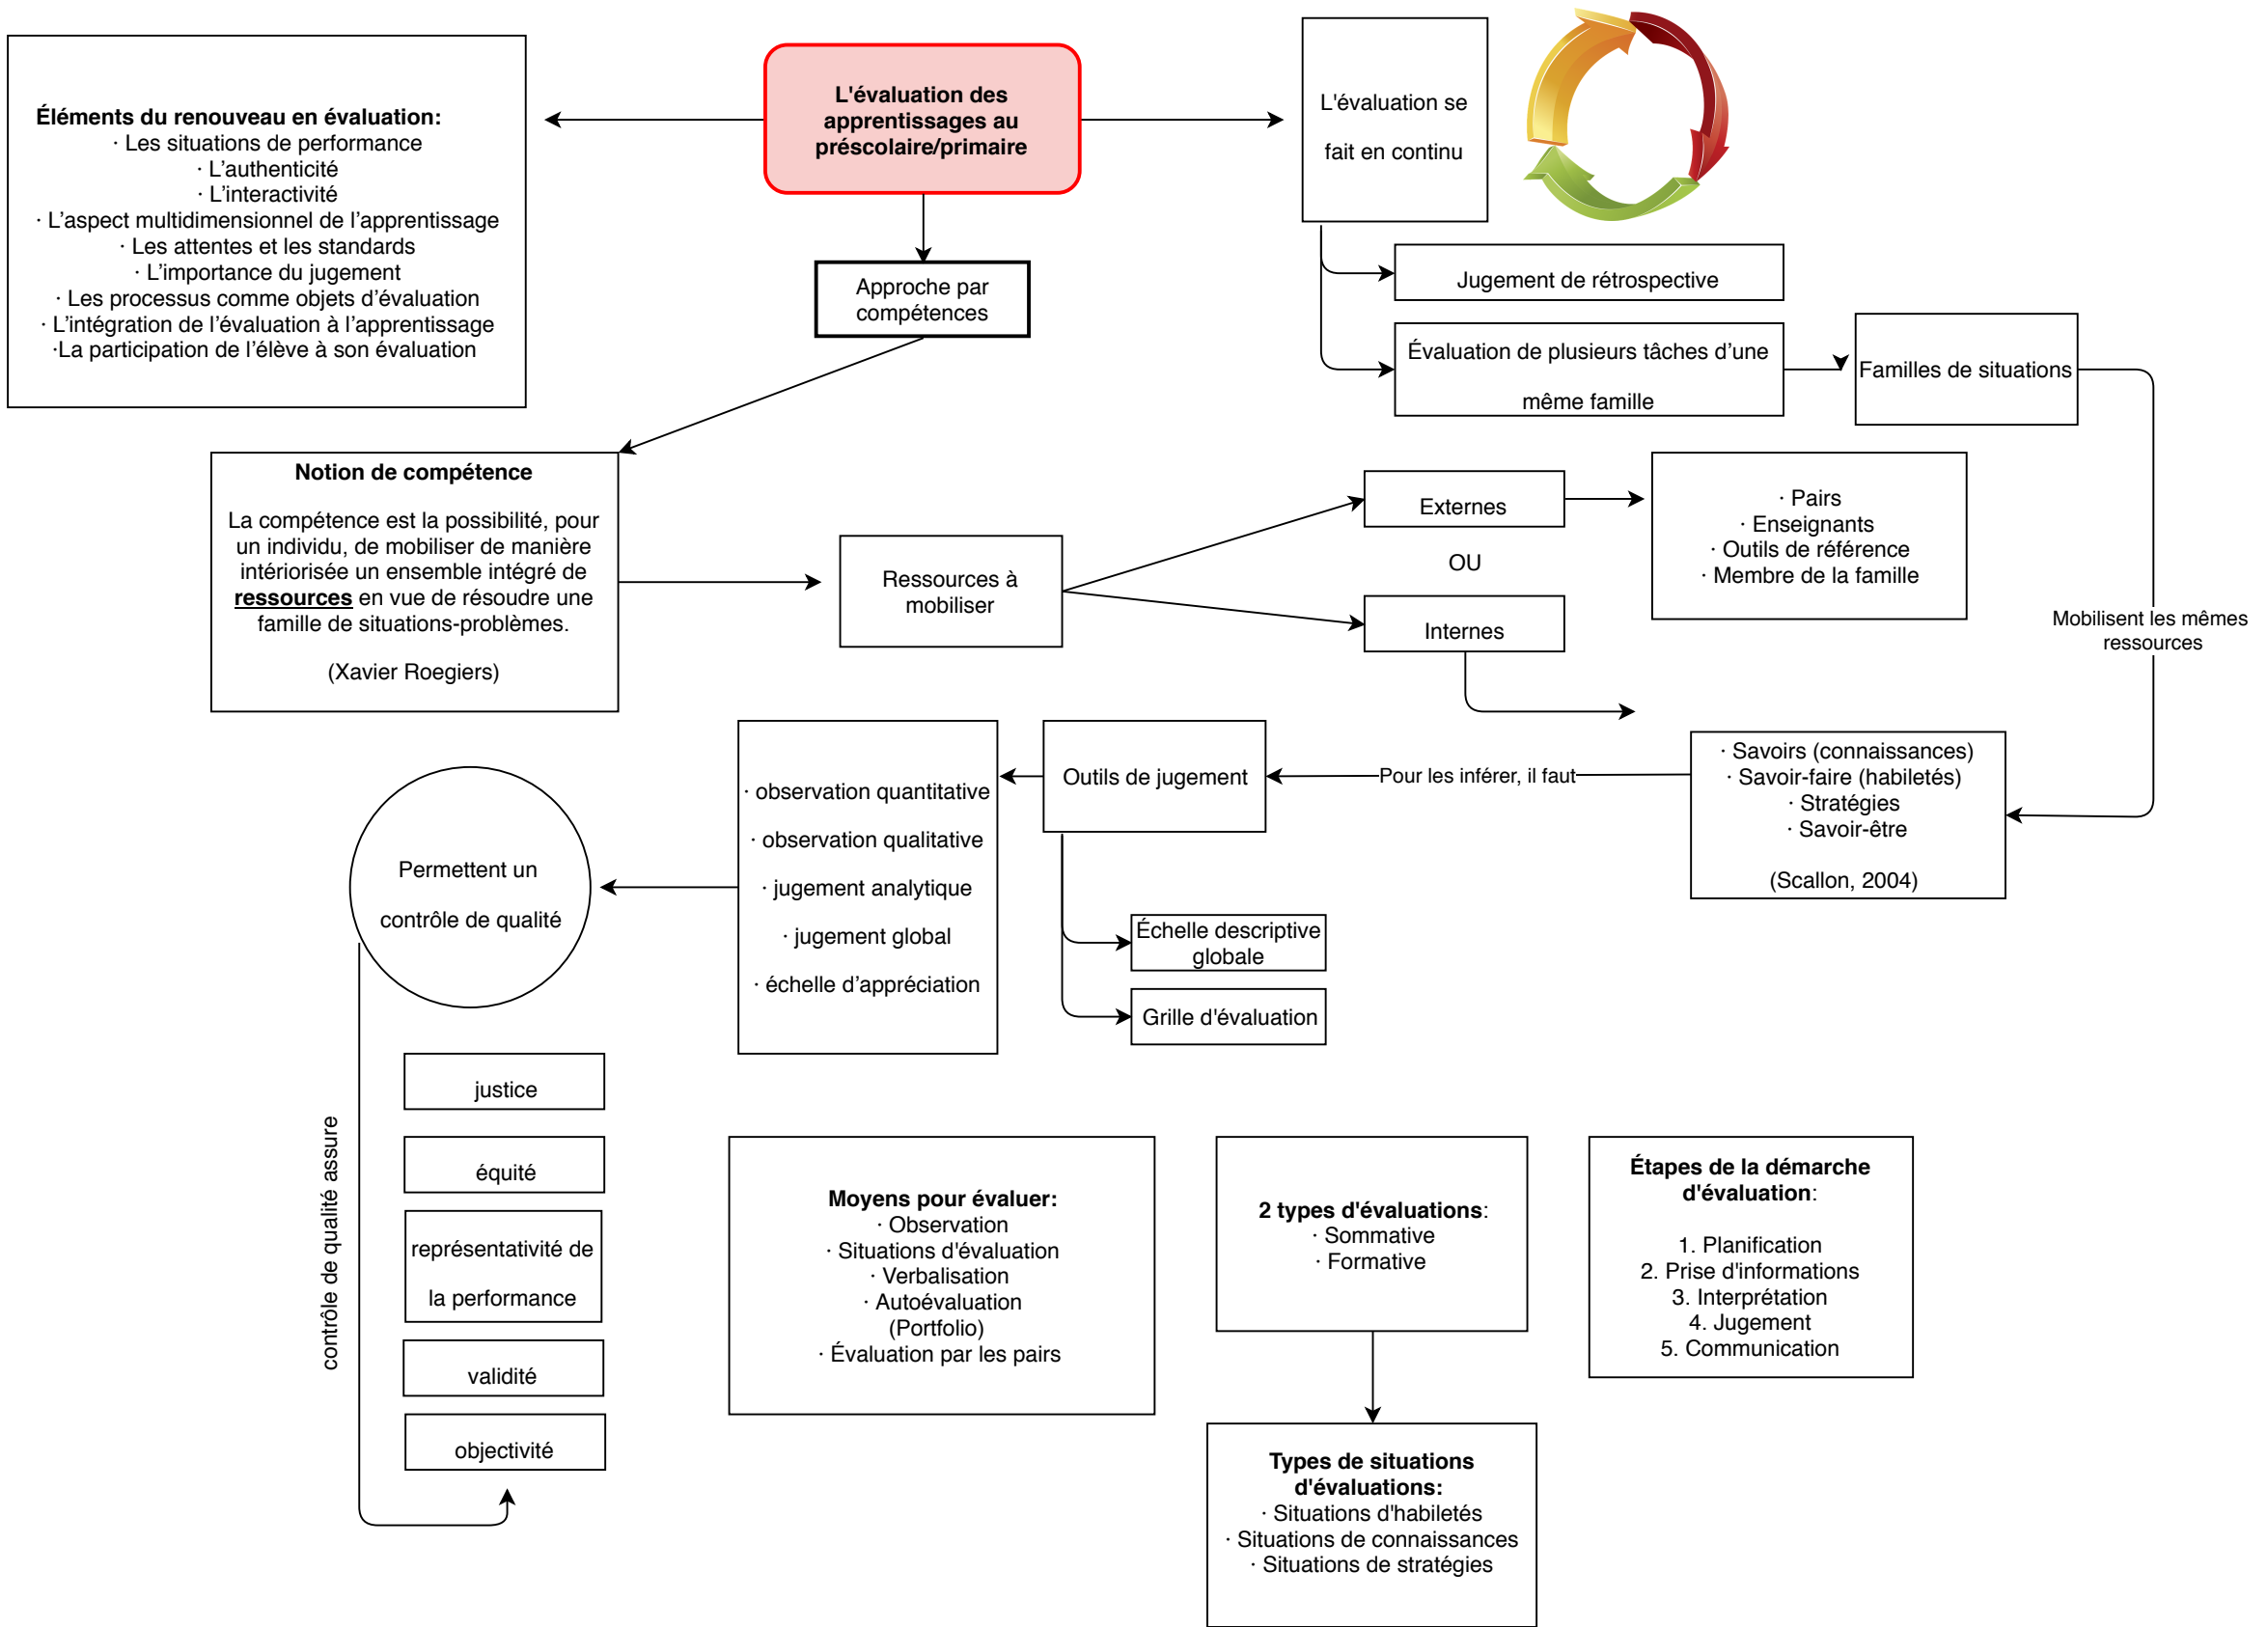 L'évaluation des
apprentissages au
préscolaire/primaire
Éléments du renouveau en évaluation:
· Les situations de performance
· L'authenticité
· L'interactivité
· L'aspect multidimensionnel de l'apprentissage
· Les attentes et les standards
· L'importance du jugement
· Les processus comme objets d'évaluation
· L'intégration de l'évaluation à l'apprentissage
·La participation de l'élève à son évaluation
L'évaluation se
fait en continu
Jugement de rétrospective
Évaluation de plusieurs tâches d'une
même famille
Familles de situations
Mobilisent les mêmes
ressources
Approche par
compétences
Notion de compétence
La compétence est la possibilité, pour
un individu, de mobiliser de manière
intériorisée un ensemble intégré de
ressources en vue de résoudre une
famille de situations-problèmes.
(Xavier Roegiers)
Ressources à
mobiliser
Externes
OU
Internes
· Pairs
· Enseignants
· Outils de référence
· Membre de la famille
· Savoirs (connaissances)
· Savoir-faire (habiletés)
· Stratégies
· Savoir-être
(Scallon, 2004)
Pour les inférer, il faut
Outils de jugement
Échelle descriptive
globale
Grille d'évaluation
· observation quantitative
· observation qualitative
· jugement analytique
· jugement global
· échelle d'appréciation
Permettent un
contrôle de qualité
contrôle de qualité assure
justice
équité
représentativité de
la performance
validité
objectivité
Moyens pour évaluer:
· Observation
· Situations d'évaluation
· Verbalisation
· Autoévaluation
(Portfolio)
· Évaluation par les pairs
2 types d'évaluations:
· Sommative
· Formative
Types de situations
d'évaluations:
· Situations d'habiletés
· Situations de connaissances
· Situations de stratégies
Étapes de la démarche
d'évaluation:
1. Planification
2. Prise d'informations
3. Interprétation
4. Jugement
5. Communication